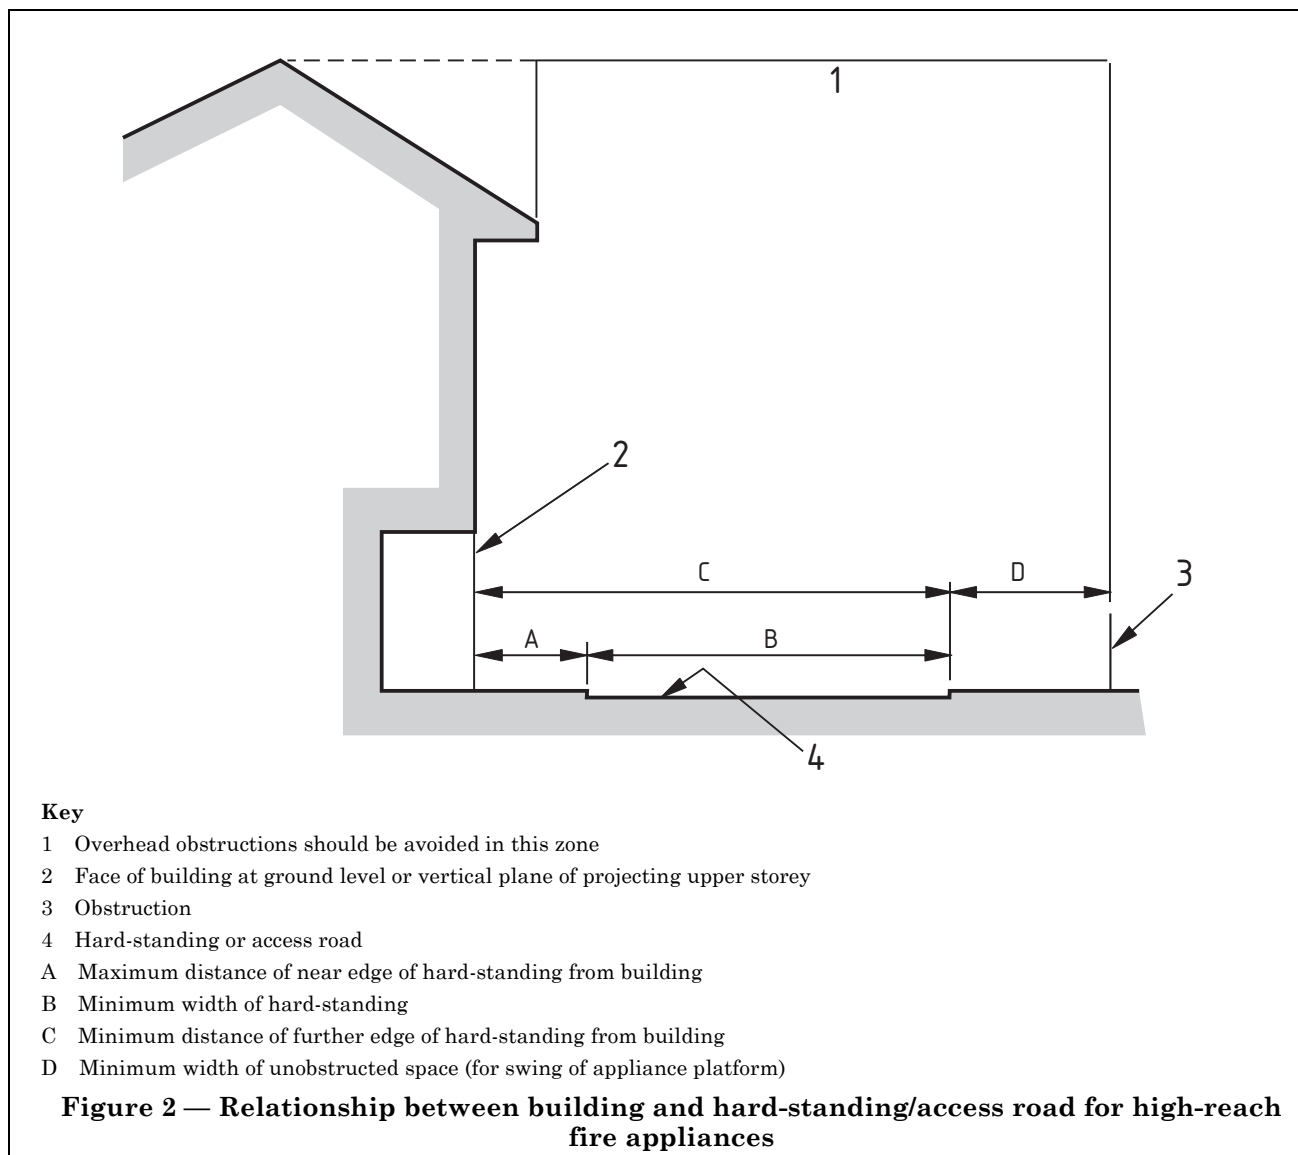 1
2
C
D
3
A
B
4
Key
1 Overhead obstructions should be avoided in this zone
2 Face of building at ground level or vertical plane of projecting upper storey
3 Obstruction
4 Hard-standing or access road
A Maximum distance of near edge of hard-standing from building
B Minimum width of hard-standing
C Minimum distance of further edge of hard-standing from building
D Minimum width of unobstructed space (for swing of appliance platform)
Figure 2 — Relationship between building and hard-standing/access road for high-reach
fire appliances